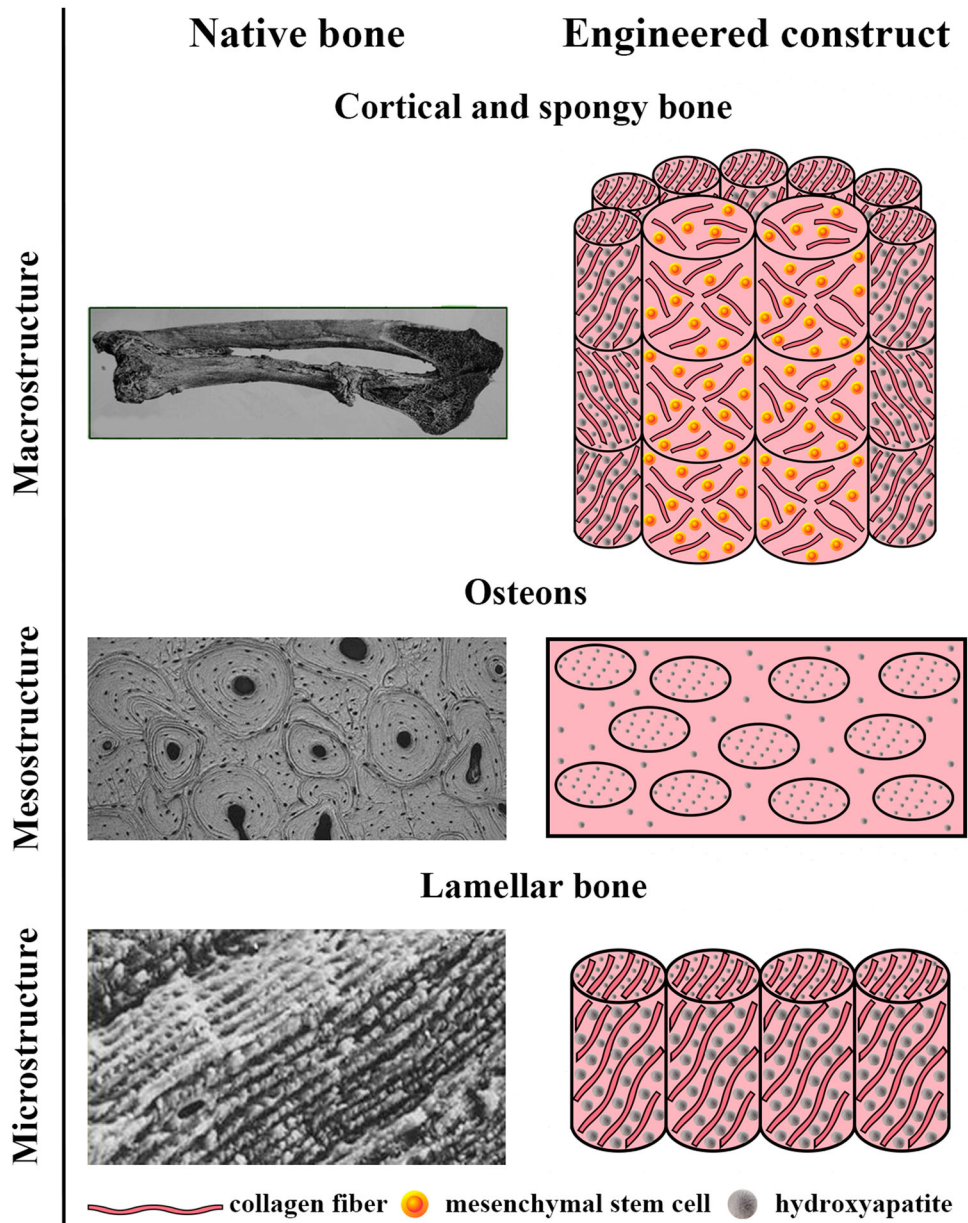 Native bone
Engineered construct
Cortical and spongy bone
Macrostructure
Osteons
Mesostructure
Lamellar bone
Microstructure
collagen fiber
mesenchymal stem cell
hydroxyapatite